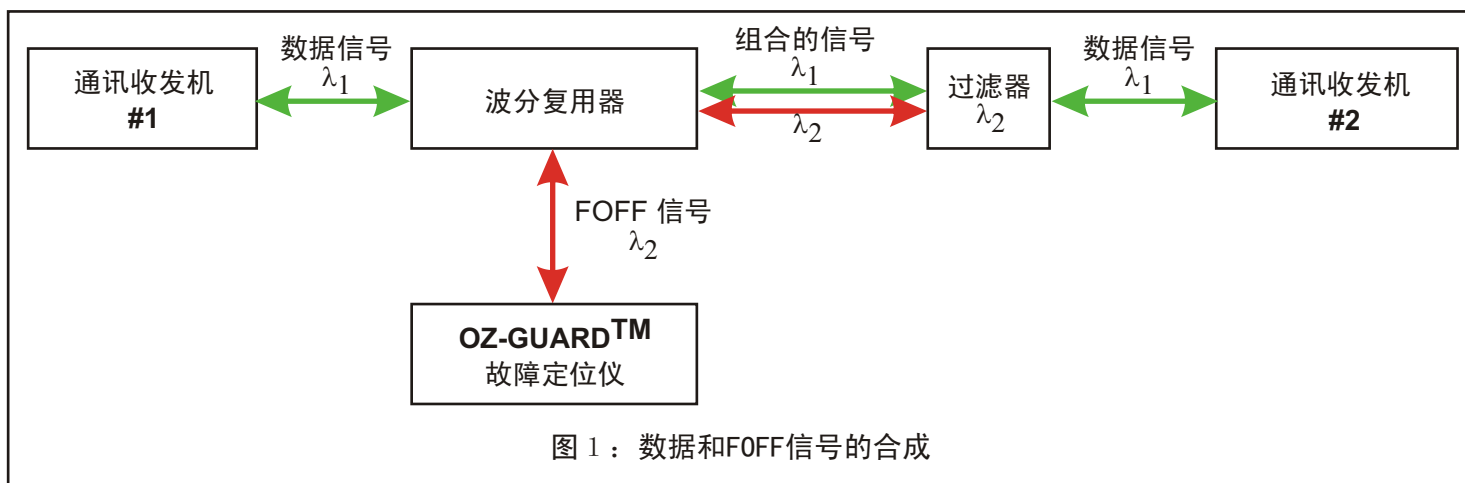 通讯收发机
#1
数据信号
λ1
波分复用器
组合的信号
λ1
λ2
过滤器
λ2
数据信号
λ1
通讯收发机
#2
FOFF 信号
λ2
OZ-GUARD™
故障定位仪
图 1： 数据和FOFF信号的合成